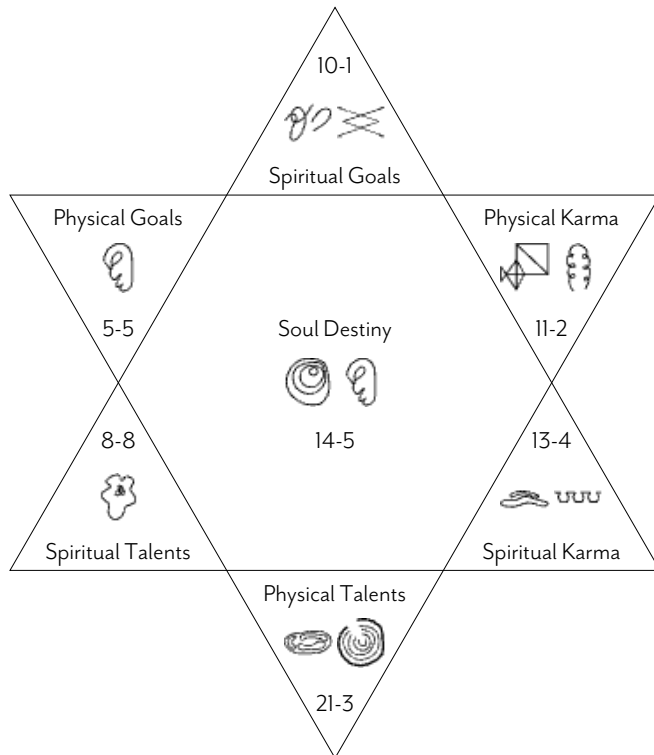 10-1
Spiritual Goals
Physical Goals
5-5
Physical Karma
11-2
Soul Destiny
14-5
8-8
Spiritual Talents
13-4
Spiritual Karma
Physical Talents
21-3